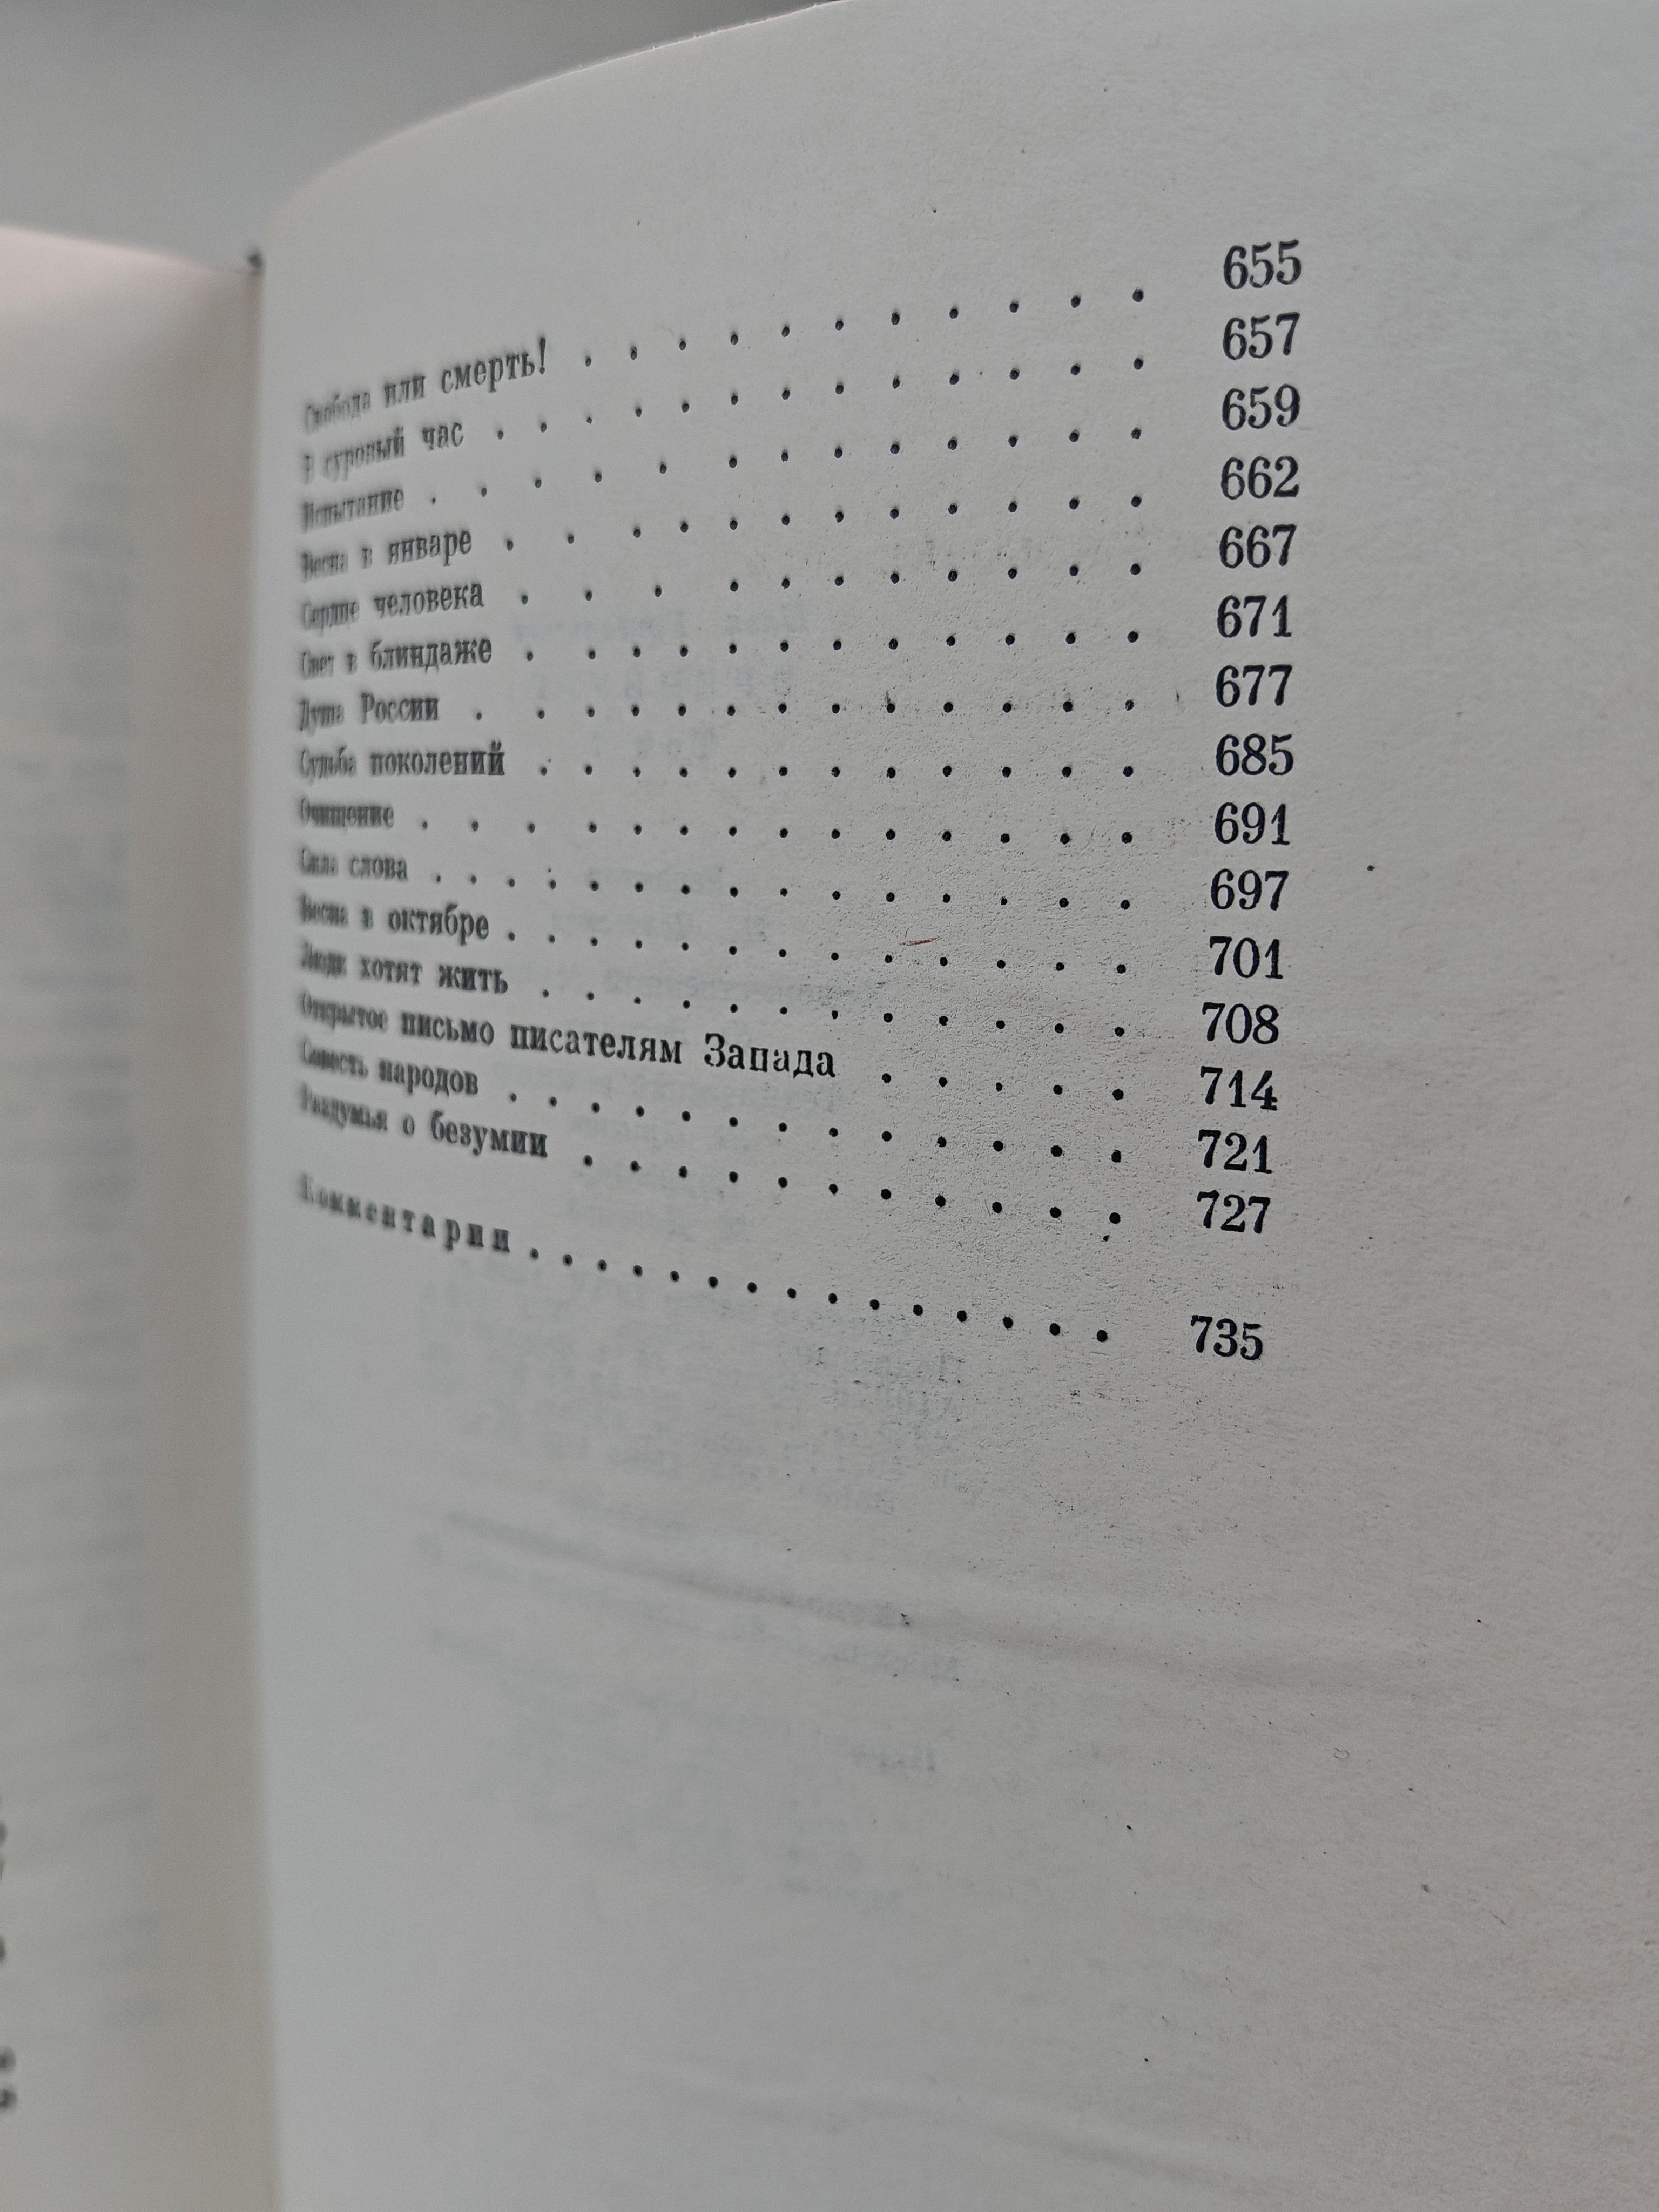 Свобода или смерть! . . . . . . . . . . . 655
В суровый час . . . . . . . . . . . . . 657
Испытание . . . . . . . . . . . . . 659
Весна в январе . . . . . . . . . . . . 662
Сердце человека . . . . . . . . . . . 667
Свет в блиндаже . . . . . . . . . . . . 671
Душа России . . . . . . . . . . . . . 677
Судьба поколений . . . . . . . . . . . . 685
Очищение . . . . . . . . . . . . . . 691
Сила слова . . . . . . . . . . . . . . 697
Весна в октябре . . . . . . . . . . . . . 701
Люди хотят жить . . . . . . . . . . . . 708
Открытое письмо писателям Запада . . . . . 714
Совесть народов . . . . . . . . . . . . . 721
Раздумья о безумии . . . . . . . . . . . 727
Комментарии . . . . . . . . . . . . . . . . 735